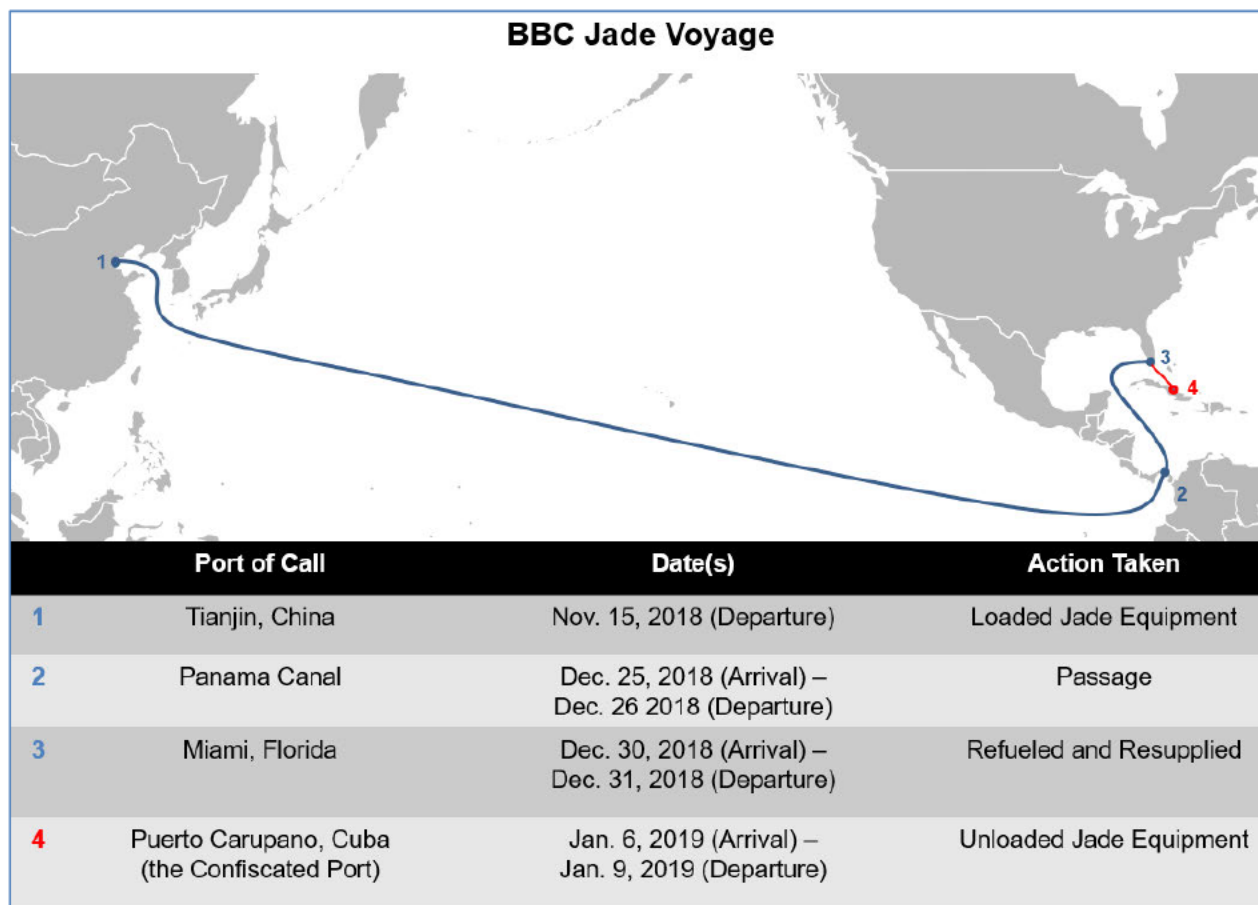 BBC Jade Voyage
1
3
4
2
Port of Call Date(s) Action Taken
1 Tianjin, China Nov. 15, 2018 (Departure) Loaded Jade Equipment
2 Panama Canal Dec. 25, 2018 (Arrival) –
Dec. 26 2018 (Departure) Passage
3 Miami, Florida Dec. 30, 2018 (Arrival) –
Dec. 31, 2018 (Departure) Refueled and Resupplied
4 Puerto Carupano, Cuba
(the Confiscated Port) Jan. 6, 2019 (Arrival) –
Jan. 9, 2019 (Departure) Unloaded Jade Equipment